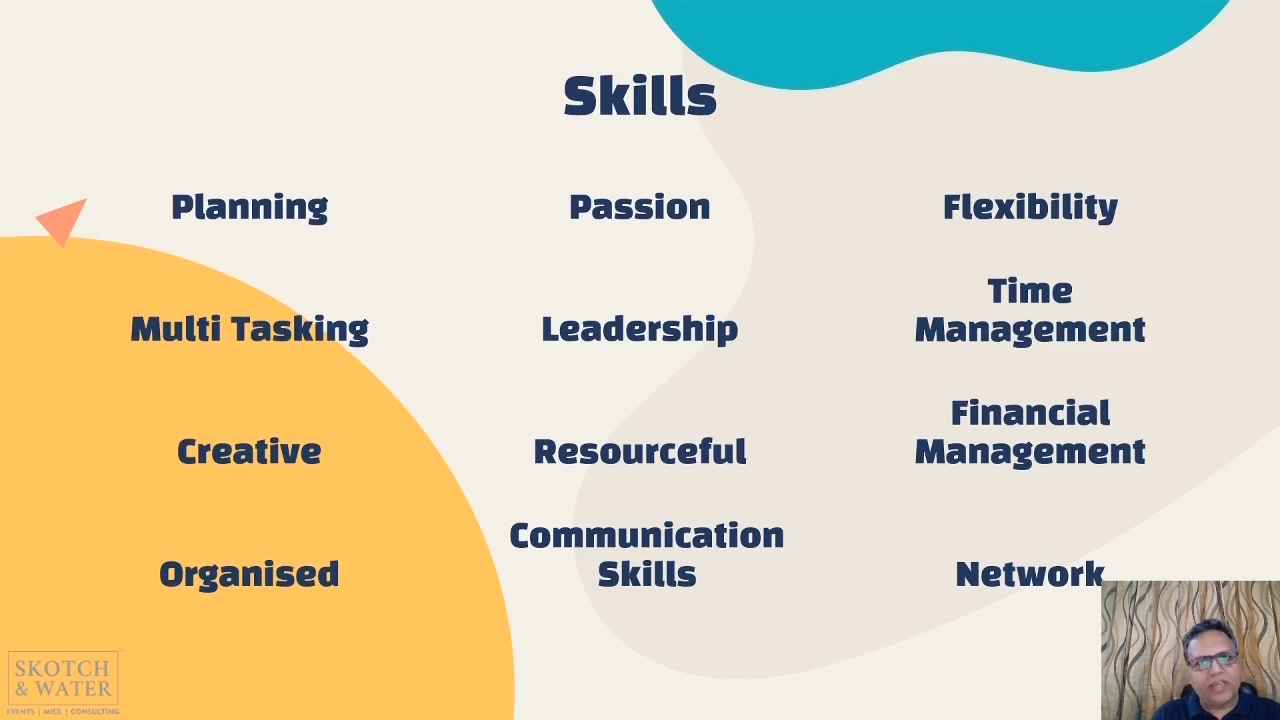 Skills
Planning
Passion
Flexibility
Multi Tasking
Leadership
Time
Management
Creative
Resourceful
Financial
Management
Organised
Communication
Skills
Network
SKOTCH
& WATER
EVENTS | MICE | CONSULTING